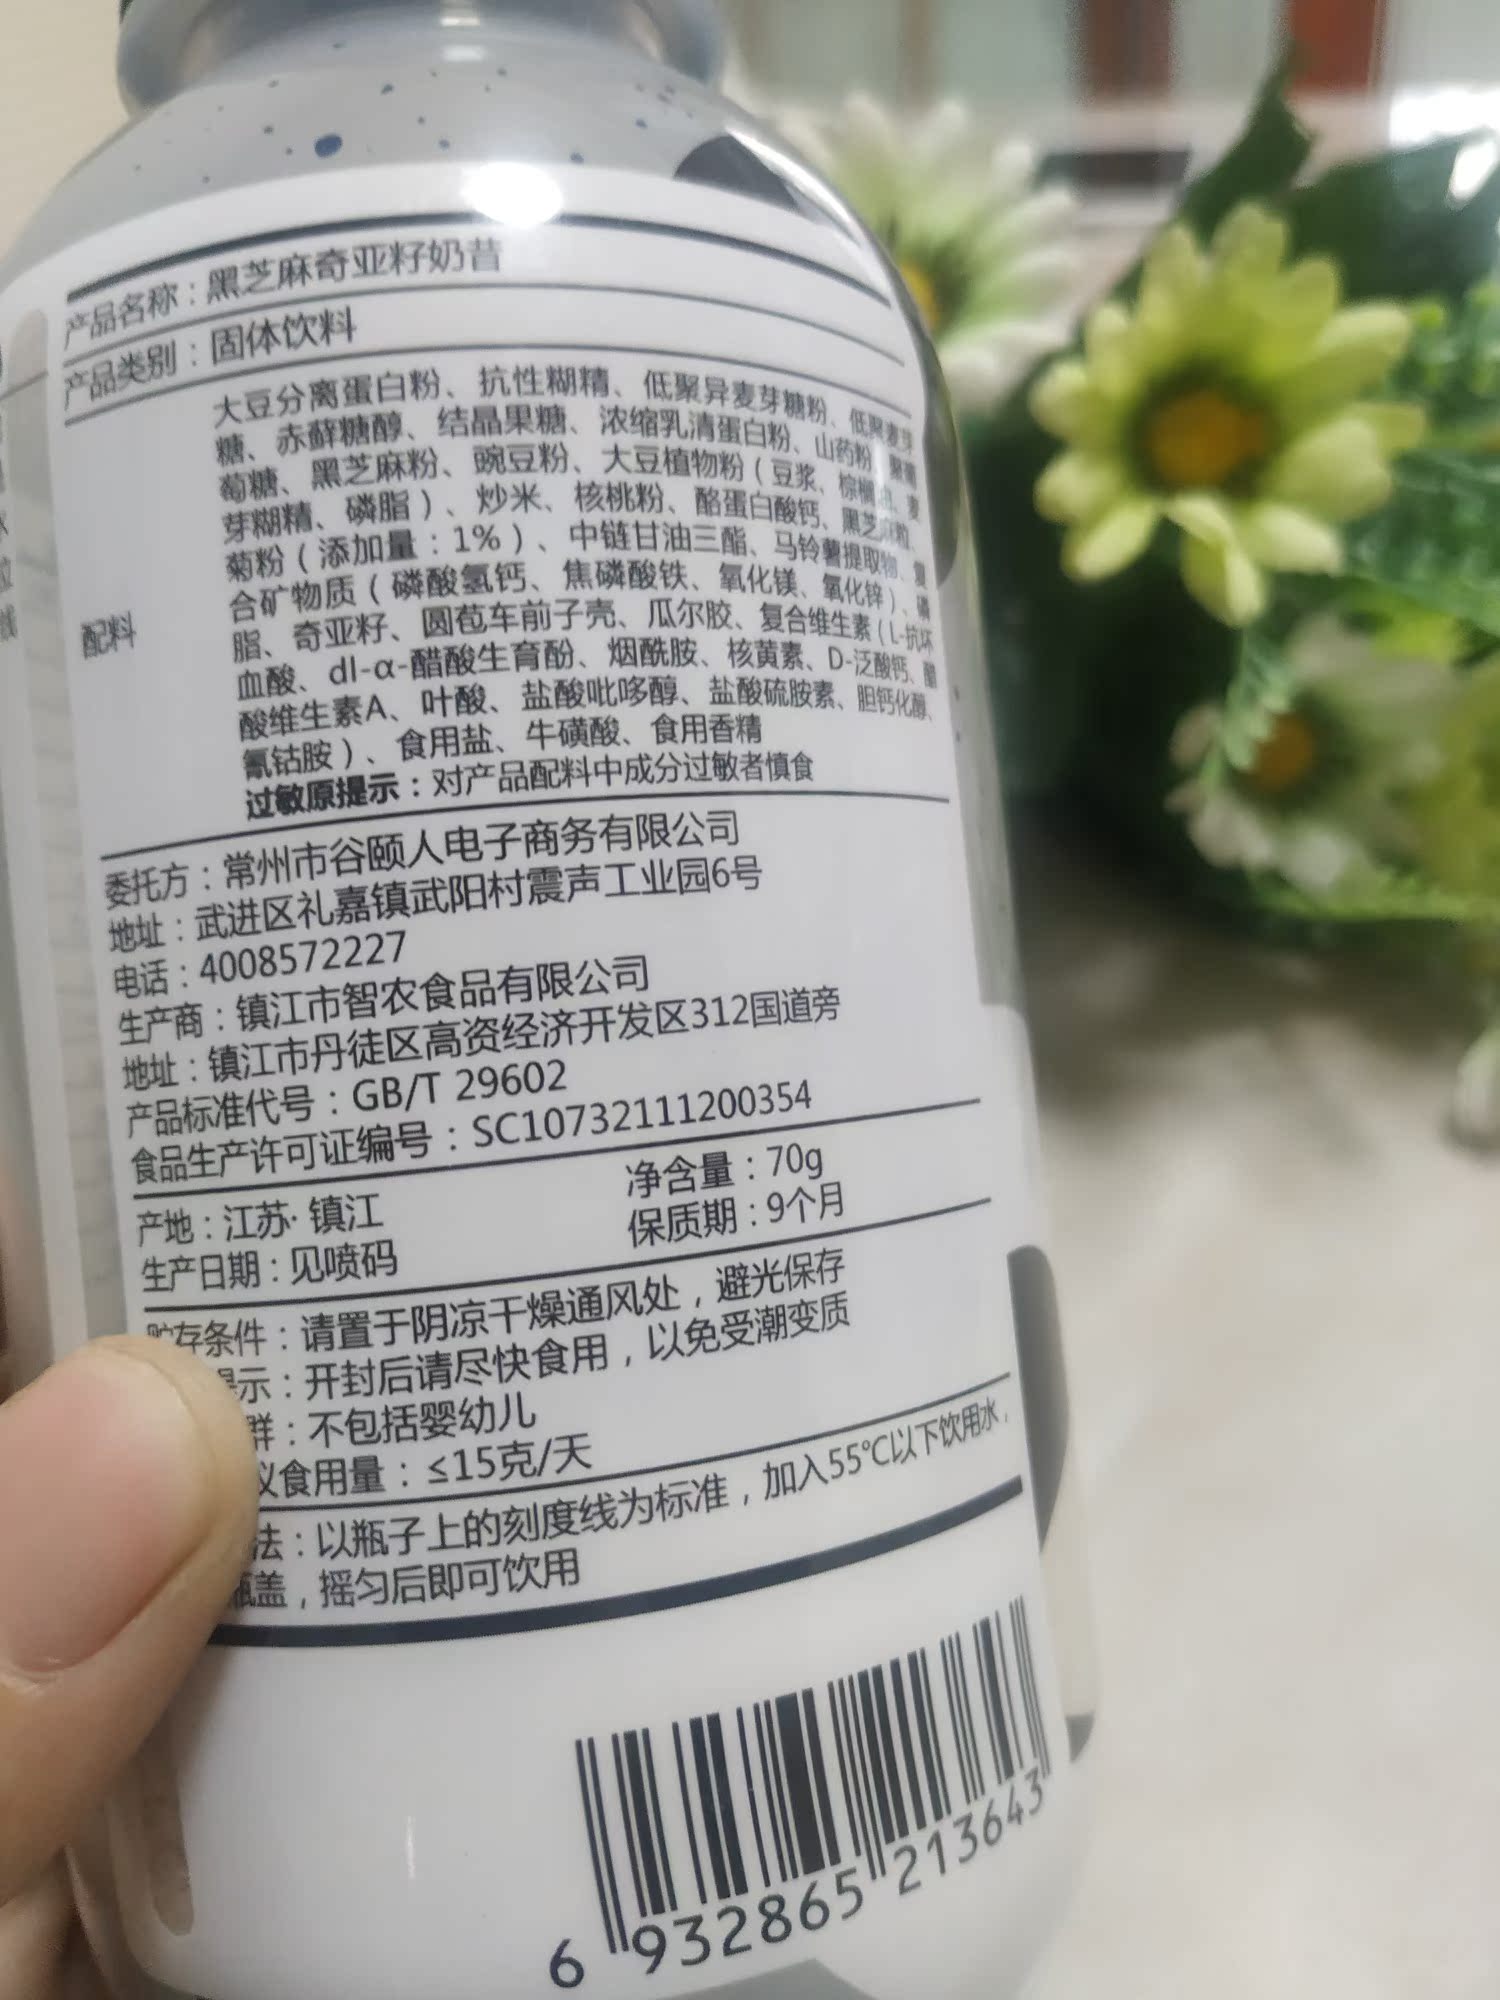 产品名称：黑芝麻奇亚籽奶昔
产品类别：固体饮料
配料
大豆分离蛋白粉、抗性糊精、低聚异麦芽糖粉、低聚麦芽
糖、赤藓糖醇、结晶果糖、浓缩乳清蛋白粉、山药粉、聚葡
萄糖、黑芝麻粉、豌豆粉、大豆植物粉（豆浆、棕榈油、麦
芽糊精、磷脂）、炒米、核桃粉、酪蛋白酸钙、黑芝麻粒、
菊粉（添加量：1%）、中链甘油三酯、马铃薯提取物、复
合矿物质（磷酸氢钙、焦磷酸铁、氧化镁、氧化锌）、磷
脂、奇亚籽、圆苞车前子壳、瓜尔胶、复合维生素（L-抗坏
血酸、dl-α-醋酸生育酚、烟酰胺、核黄素、D-泛酸钙、醋
酸维生素A、叶酸、盐酸吡哆醇、盐酸硫胺素、胆钙化醇、
氰钴胺）、食用盐、牛磺酸、食用香精
过敏原提示：对产品配料中成分过敏者慎食
委托方：常州市谷颐人电子商务有限公司
地址：武进区礼嘉镇武阳村震声工业园6号
电话：4008572227
生产商：镇江市智农食品有限公司
地址：镇江市丹徒区高资经济开发区312国道旁
产品标准代号：GB/T 29602
食品生产许可证编号：SC10732111200354
产地：江苏·镇江 净含量：70g
生产日期：见喷码 保质期：9个月
贮存条件：请置于阴凉干燥通风处，避光保存
提示：开封后请尽快食用，以免受潮变质
群：不包括婴幼儿
议食用量：≤15克/天
法：以瓶子上的刻度线为标准，加入55℃以下饮用水，
瓶盖，摇匀后即可饮用
6 932865 213643